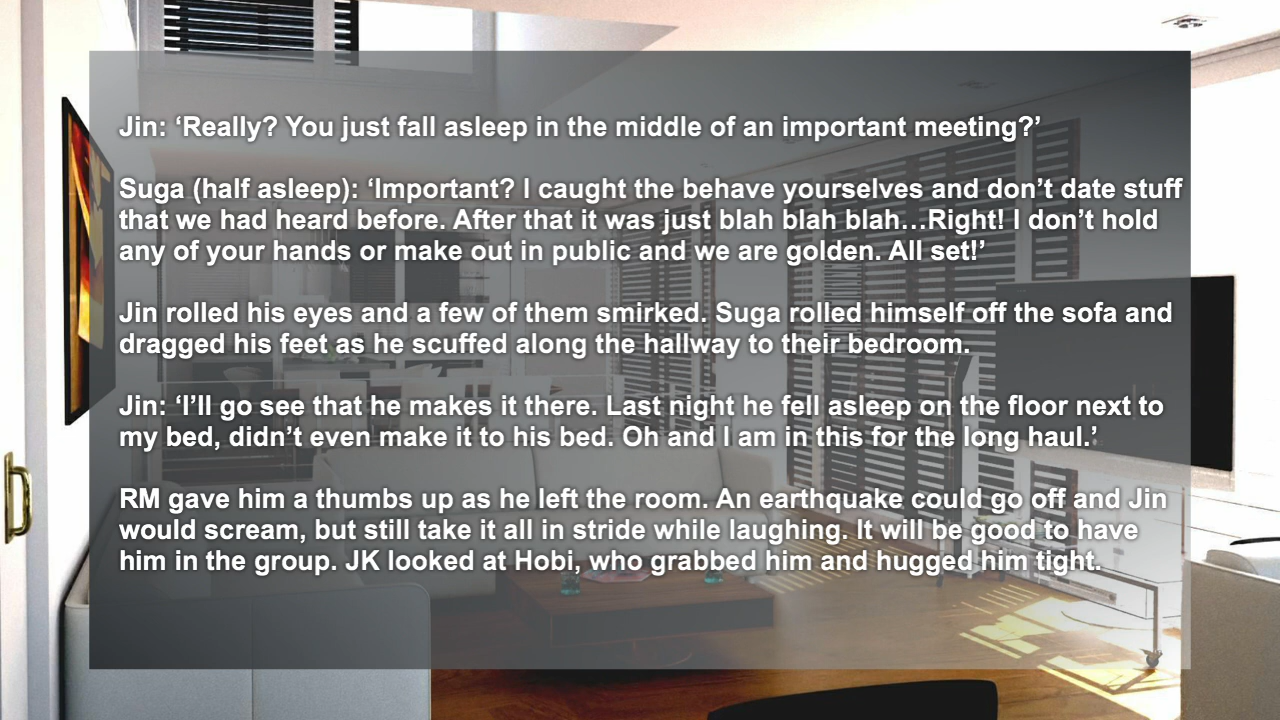 Jin: ‘Really? You just fall asleep in the middle of an important meeting?’
Suga (half asleep): ‘Important? I caught the behave yourselves and don’t date stuff
that we had heard before. After that it was just blah blah blah…Right! I don’t hold
any of your hands or make out in public and we are golden. All set!’
Jin rolled his eyes and a few of them smirked. Suga rolled himself off the sofa and
dragged his feet as he scuffed along the hallway to their bedroom.
Jin: ‘I’ll go see that he makes it there. Last night he fell asleep on the floor next to
my bed, didn’t even make it to his bed. Oh and I am in this for the long haul.’
RM gave him a thumbs up as he left the room. An earthquake could go off and Jin
would scream, but still take it all in stride while laughing. It will be good to have
him in the group. JK looked at Hobi, who grabbed him and hugged him tight.